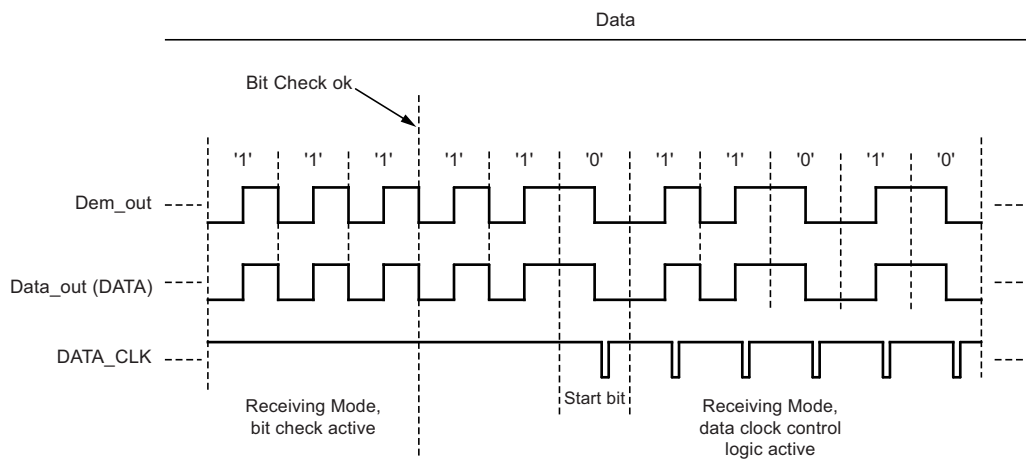 Data
Bit Check ok
'1' '1' '1' '1' '1' '0' '1' '1' '0' '1' '0'
Dem_out
Data_out (DATA)
DATA_CLK
Start bit
Receiving Mode,
bit check active
Receiving Mode,
data clock control
logic active